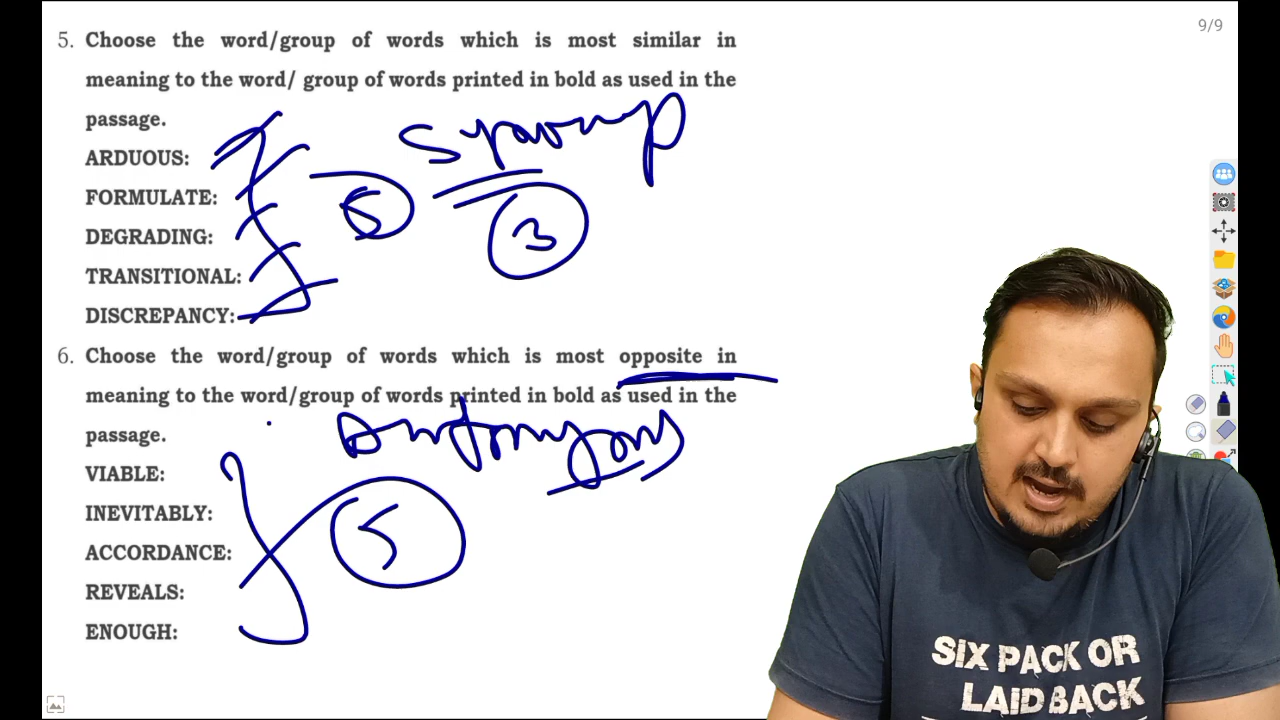 9/9
5. Choose the word/group of words which is most similar in
meaning to the word/ group of words printed in bold as used in the
passage.
ARDUOUS:
FORMULATE:
DEGRADING:
TRANSITIONAL:
DISCREPANCY:
5
3
6. Choose the word/group of words which is most opposite in
meaning to the word/group of words printed in bold as used in the
passage.
VIABLE:
INEVITABLY:
ACCORDANCE:
REVEALS:
ENOUGH:
5
SIX PACK OR
LAID BACK